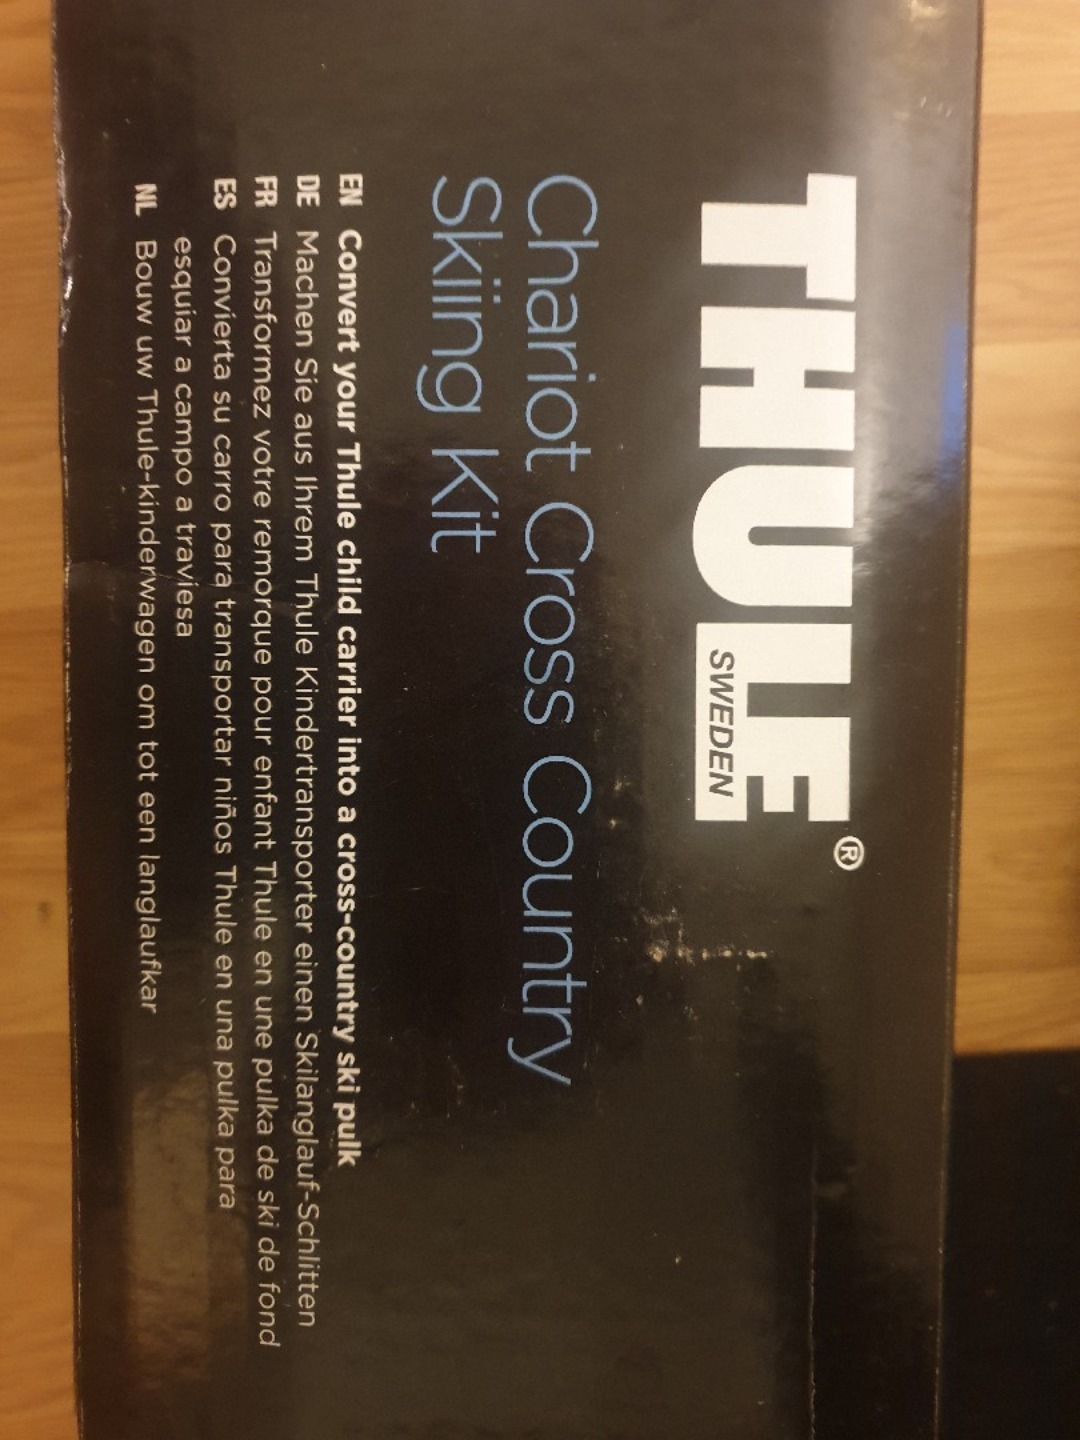 THULE®
SWEDEN
Chariot Cross Country
Skiing Kit
EN Convert your Thule child carrier into a cross-country ski pulk
DE Machen Sie aus Ihrem Thule Kindertransporter einen Skilanglauf-Schlitten
FR Transformez votre remorque pour enfant Thule en une pulka de ski de fond
ES Convierta su carro para transportar niños Thule en una pulka para
esquiar a campo a traviesa
NL Bouw uw Thule-kinderwagen om tot een langlaufkar